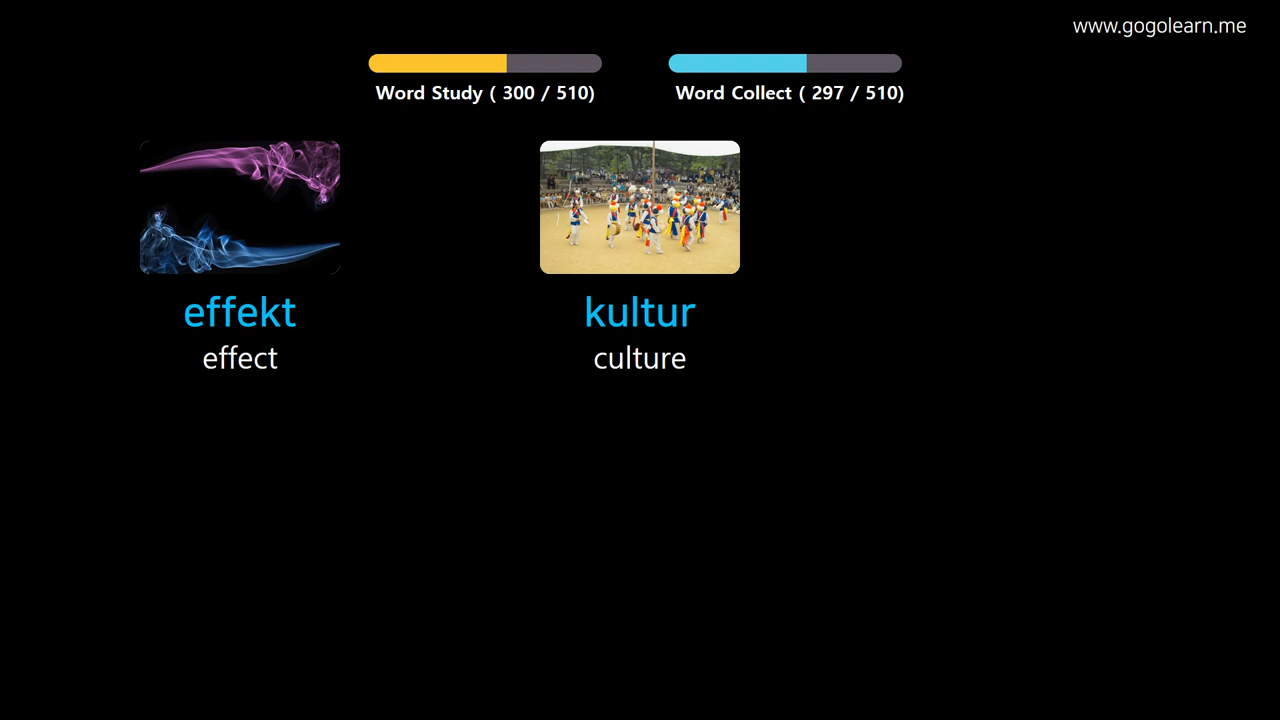 www.gogolearn.me
Word Study ( 300 / 510)
Word Collect ( 297 / 510)
effekt
effect
kultur
culture